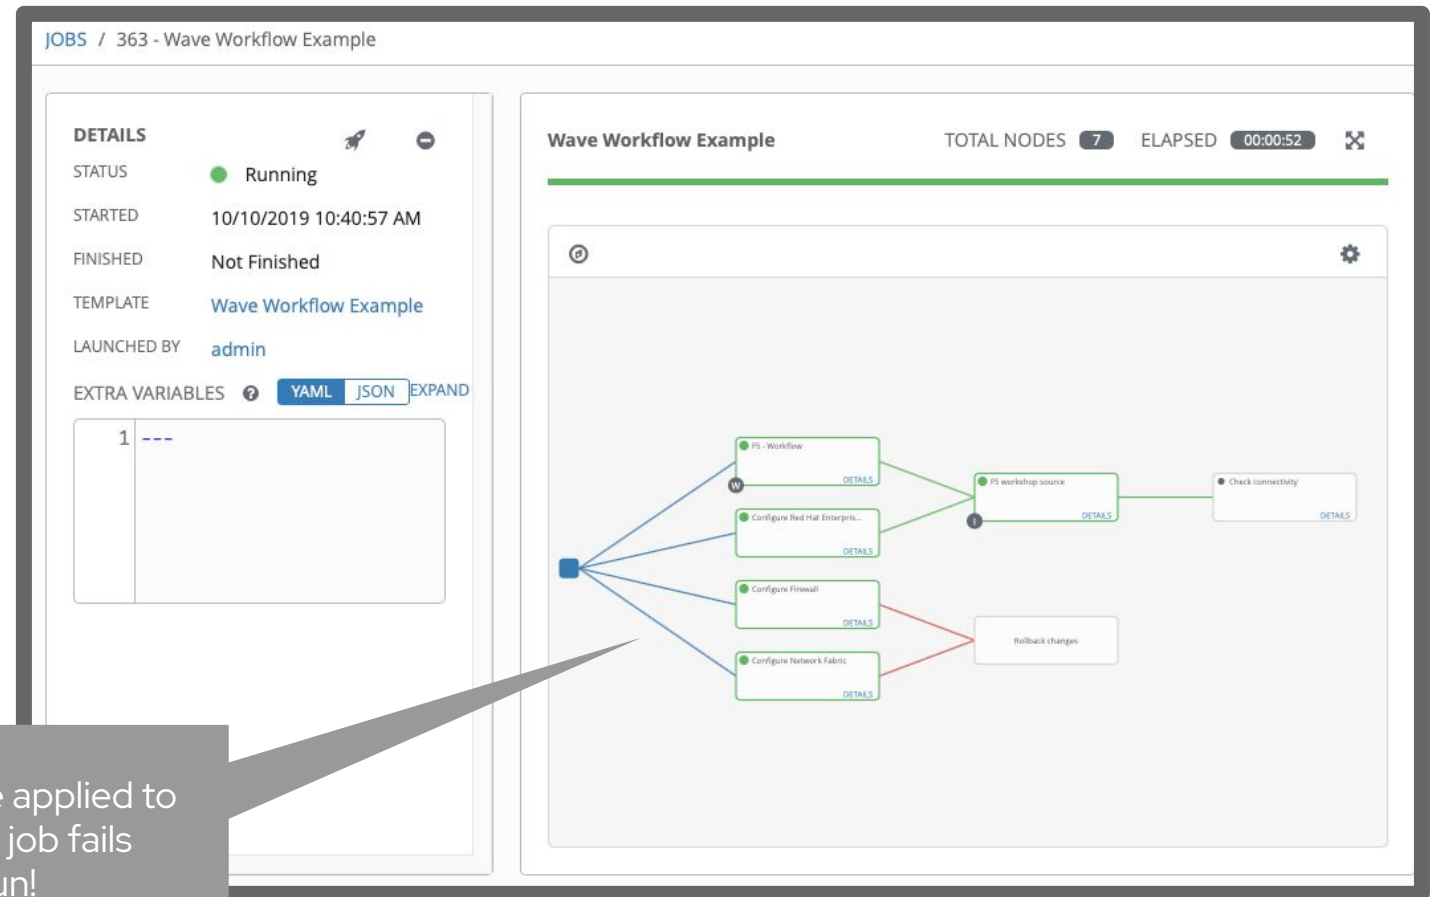 JOBS / 363 - Wave Workflow Example
DETAILS
STATUS Running
STARTED 10/10/2019 10:40:57 AM
FINISHED Not Finished
TEMPLATE Wave Workflow Example
LAUNCHED BY admin
EXTRA VARIABLES ? YAML JSON EXPAND
1 ---
Wave Workflow Example TOTAL NODES 7 ELAPSED 00:00:52
F5 - Workflow
DETAILS
W
Configure Red Hat Enterpris...
DETAILS
Configure Firewall
DETAILS
Configure Network Fabric
DETAILS
F5 workshop source
DETAILS
I
Rollback changes
Check connectivity
DETAILS
applied to
job fails